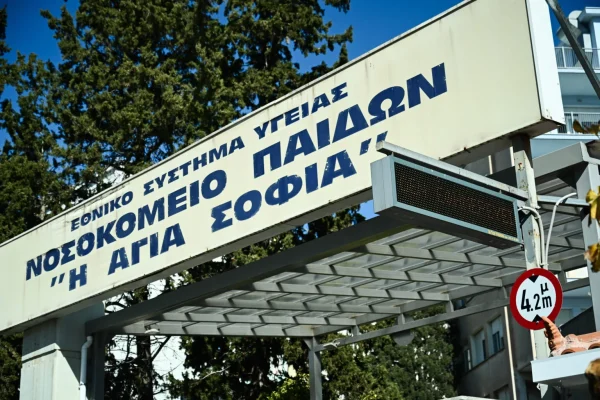 ΕΘΝΙΚΟ ΣΥΣΤΗΜΑ ΥΓΕΙΑΣ
ΝΟΣΟΚΟΜΕΙΟ ΠΑΙΔΩΝ
"Η ΑΓΙΑ ΣΟΦΙΑ"
4.2μ
m